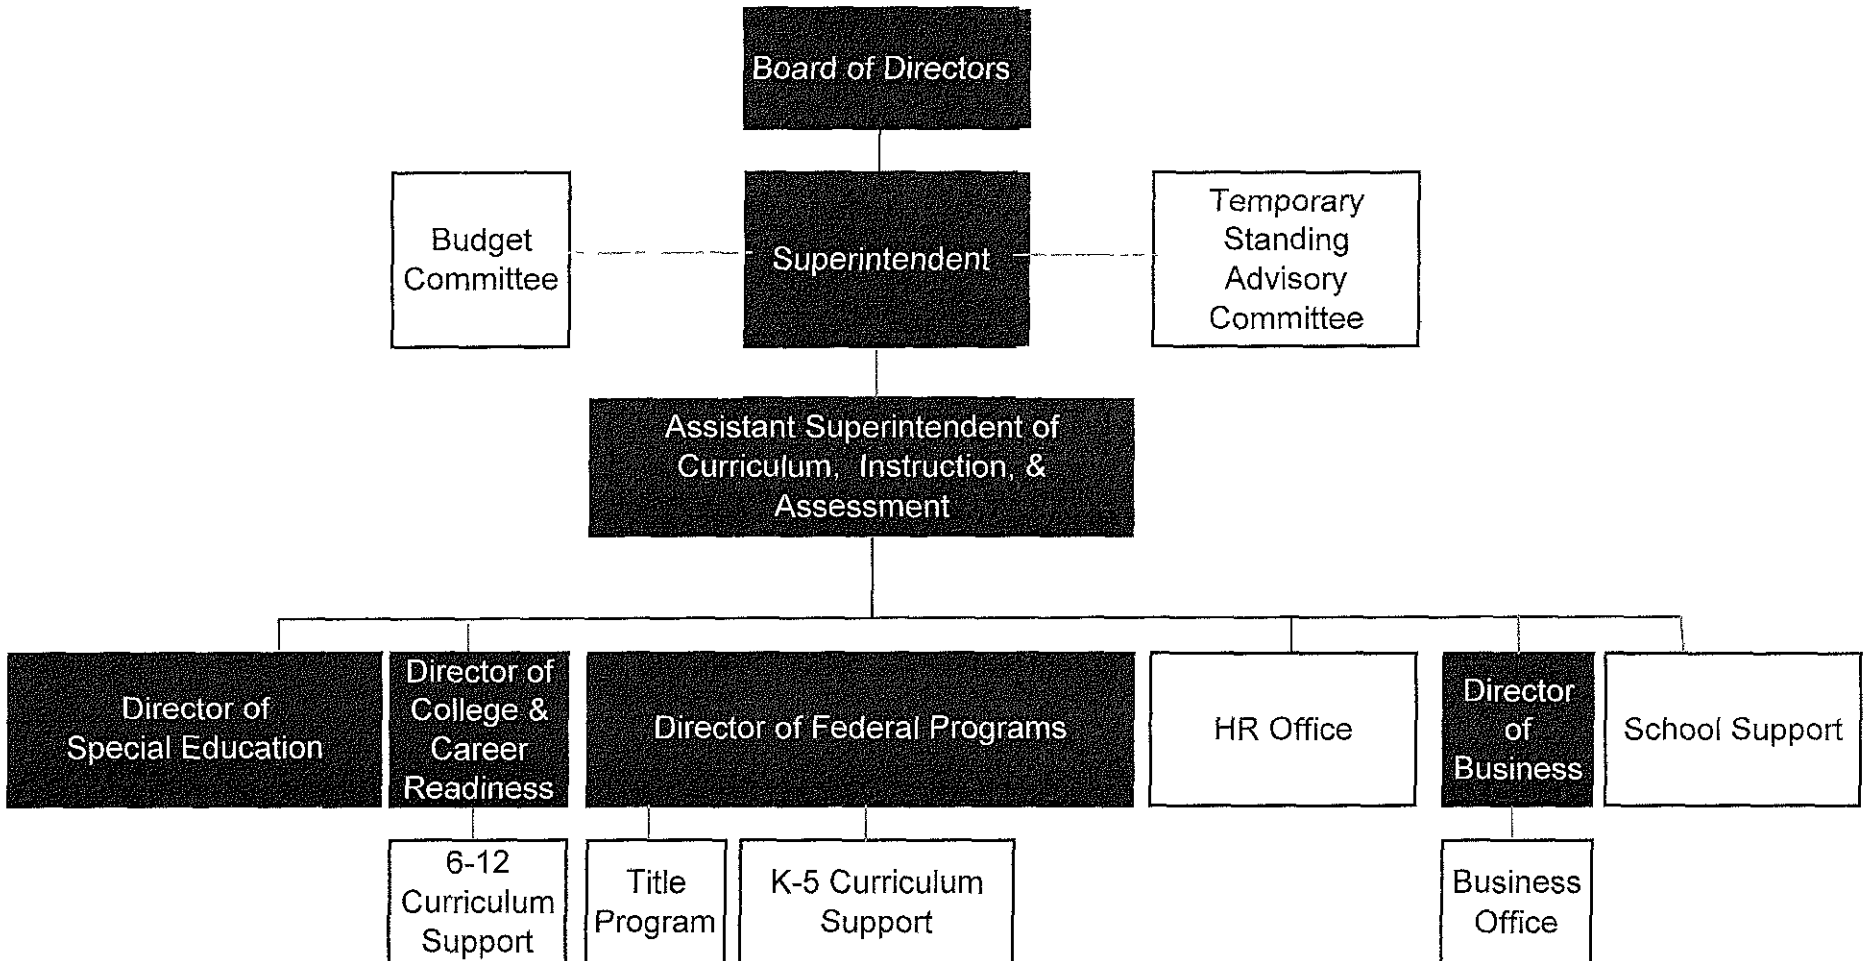 Board of Directors
Budget
Committee
Superintendent
Temporary
Standing
Advisory
Committee
Assistant Superintendent of
Curriculum, Instruction, &
Assessment
Director of
Special Education
Director of
College &
Career
Readiness
Director of Federal Programs
HR Office
Director
of
Business
School Support
6-12
Curriculum
Support
Title
Program
K-5 Curriculum
Support
Business
Office